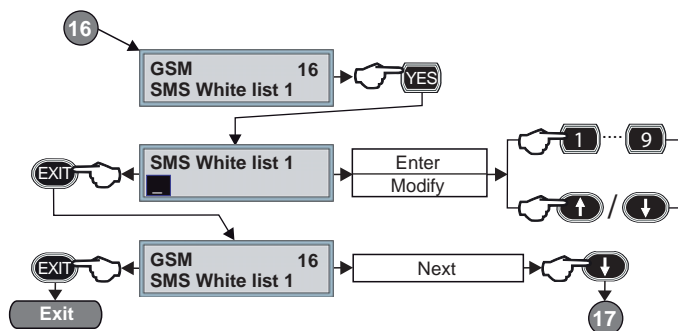 16
GSM 16
SMS White list 1
YES
SMS White list 1
_
EXIT
Enter
Modify
1 .... 9
/
GSM 16
SMS White list 1
EXIT
Next
Exit
17